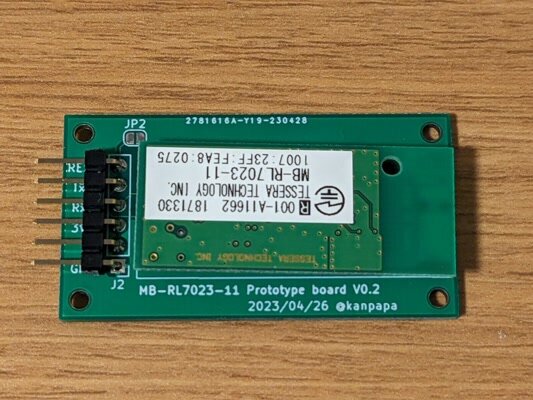 2781616A-Y19-230428
JP2
R 001-A11662 1871330
TESSERA TECHNOLOGY INC.
MB-RL7023-11
1007:23FF:FEA8:0275
TESSERA TECHNOLOGY INC.
Tx
Rx
J2
MB-RL7023-11 Prototype board V0.2
2023/04/26 @kanpapa